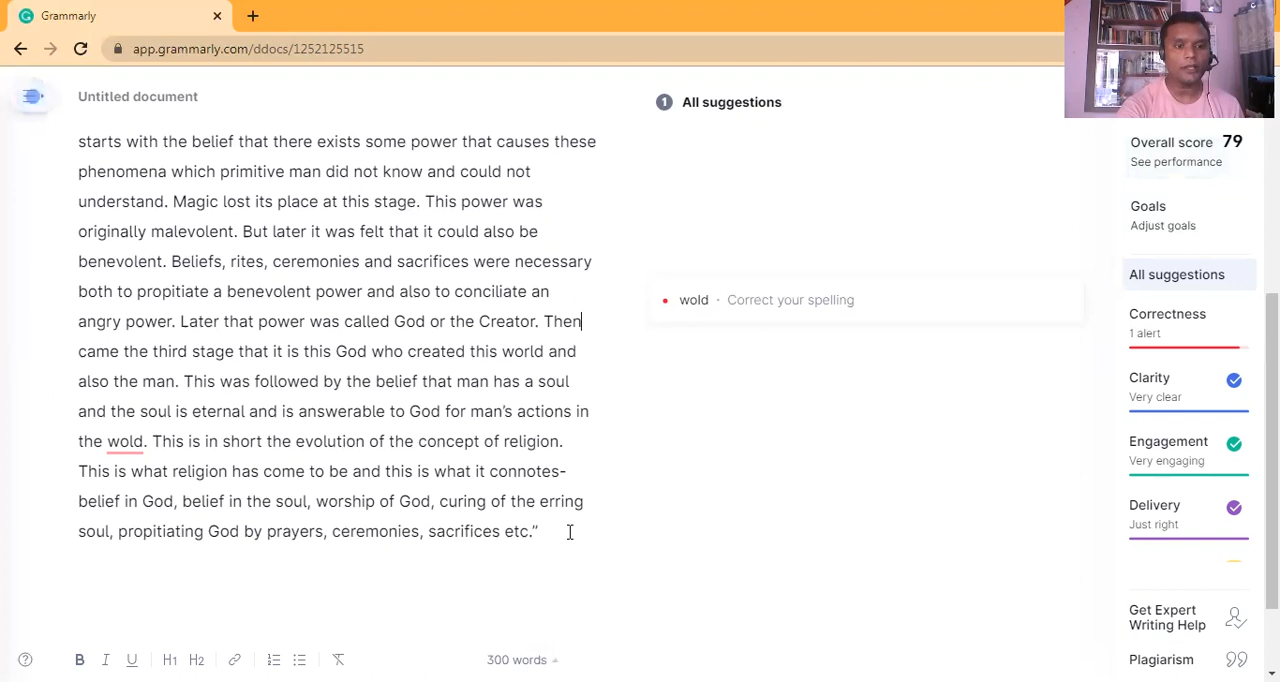 Grammarly
app.grammarly.com/ddocs/1252125515
Untitled document
starts with the belief that there exists some power that causes these
phenomena which primitive man did not know and could not
understand. Magic lost its place at this stage. This power was
originally malevolent. But later it was felt that it could also be
benevolent. Beliefs, rites, ceremonies and sacrifices were necessary
both to propitiate a benevolent power and also to conciliate an
angry power. Later that power was called God or the Creator. Then
came the third stage that it is this God who created this world and
also the man. This was followed by the belief that man has a soul
and the soul is eternal and is answerable to God for man's actions in
the wold. This is in short the evolution of the concept of religion.
This is what religion has come to be and this is what it connotes-
belief in God, belief in the soul, worship of God, curing of the erring
soul, propitiating God by prayers, ceremonies, sacrifices etc.”
300 words
B I U H1 H2
1 All suggestions
wold · Correct your spelling
Overall score 79
See performance
Goals
Adjust goals
All suggestions
Correctness
1 alert
Clarity
Very clear
Engagement
Very engaging
Delivery
Just right
Get Expert
Writing Help
Plagiarism